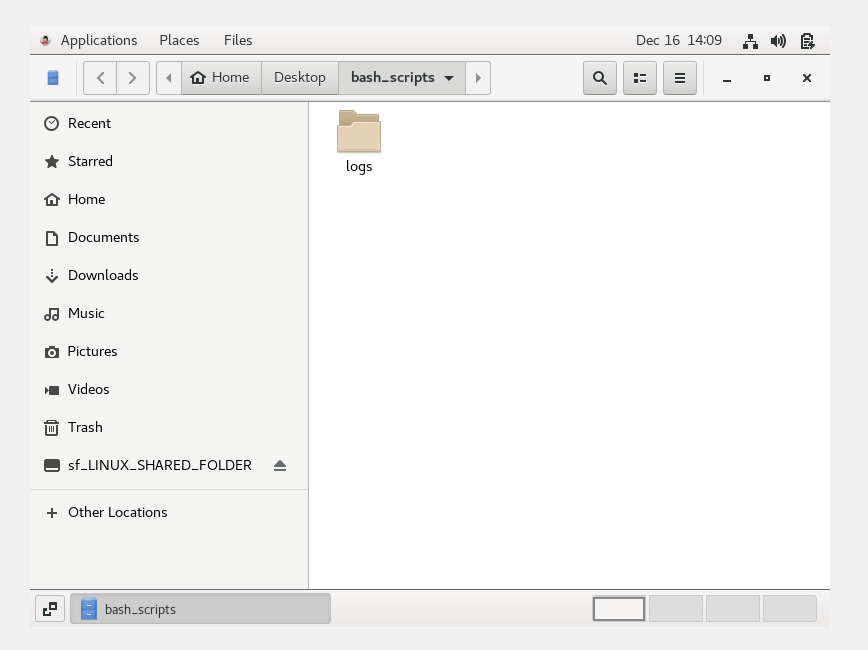 Applications Places Files Dec 16 14:09
Home Desktop bash_scripts
Recent
Starred
Home
Documents
Downloads
Music
Pictures
Videos
Trash
sf_LINUX_SHARED_FOLDER
Other Locations
logs
bash_scripts